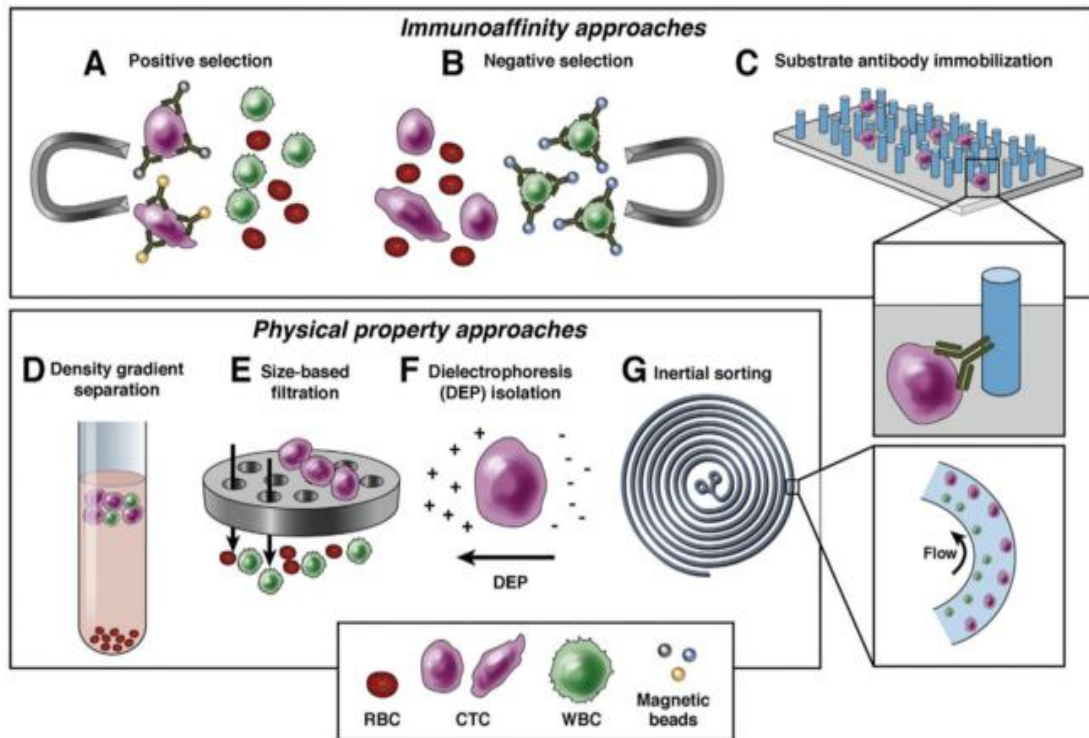 Immunoaffinity approaches
A Positive selection
B Negative selection
C Substrate antibody immobilization
Physical property approaches
D Density gradient
separation
E Size-based
filtration
F Dielectrophoresis
(DEP) isolation
G Inertial sorting
+ + + + + + + +
- - - - - - - - -
DEP
Flow
RBC
CTC
WBC
Magnetic
beads